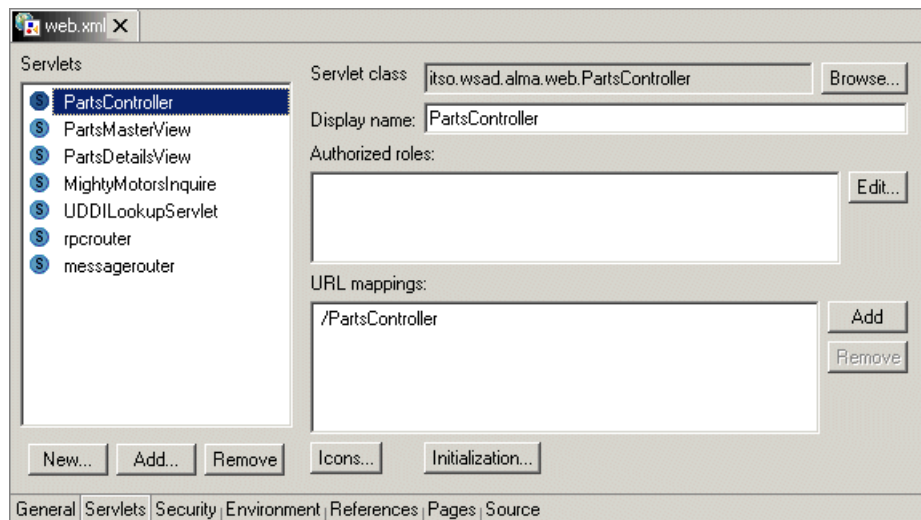 web.xml
Servlets
PartsController
PartsMasterView
PartsDetailsView
MightyMotorsInquire
UDDILookupServlet
rpcrouter
messagerouter
New... Add... Remove
Servlet class itso.wsad.alma.web.PartsController Browse...
Display name: PartsController
Authorized roles:
Edit...
URL mappings:
/PartsController
Add
Remove
Icons... Initialization...
General Servlets Security Environment References Pages Source